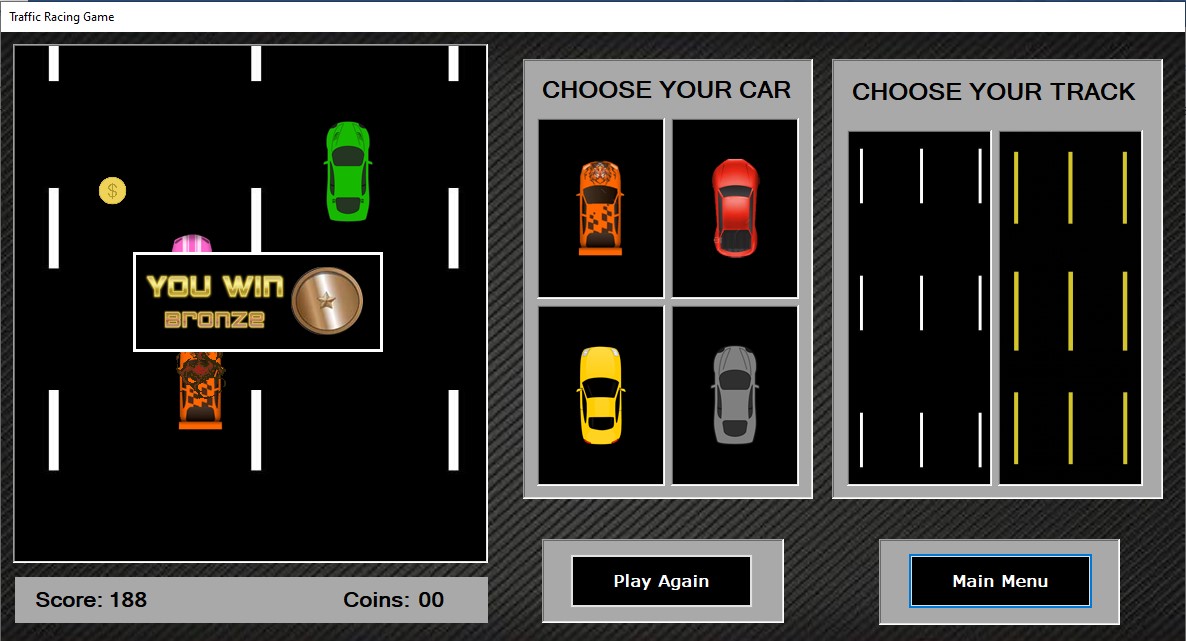 Traffic Racing Game
$
YOU WIN
BRONZE
Score: 188
Coins: 00
CHOOSE YOUR CAR
CHOOSE YOUR TRACK
Play Again
Main Menu